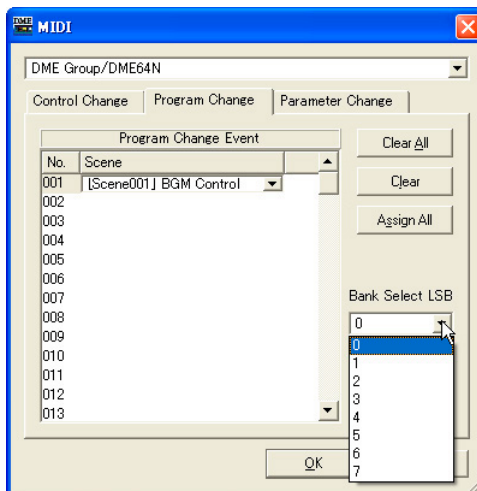 DME MIDI
DME Group/DME64N
Control Change Program Change Parameter Change
Program Change Event
No. Scene
001 [Scene001] BGM Control
002
003
004
005
006
007
008
009
010
011
012
013
Clear All
Clear
Assign All
Bank Select LSB
0
0
1
2
3
4
5
6
7
OK